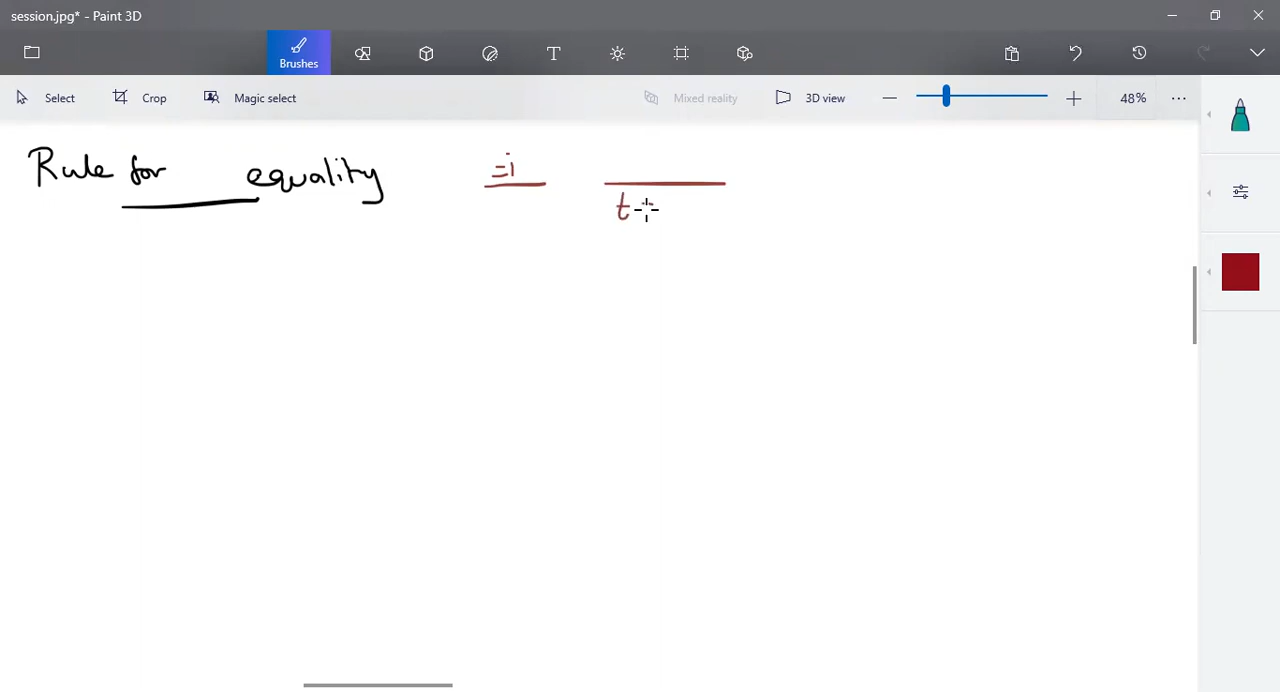 session.jpg* - Paint 3D
Brushes
Select Crop Magic select Mixed reality 3D view 48%
Rule for equality =i
t